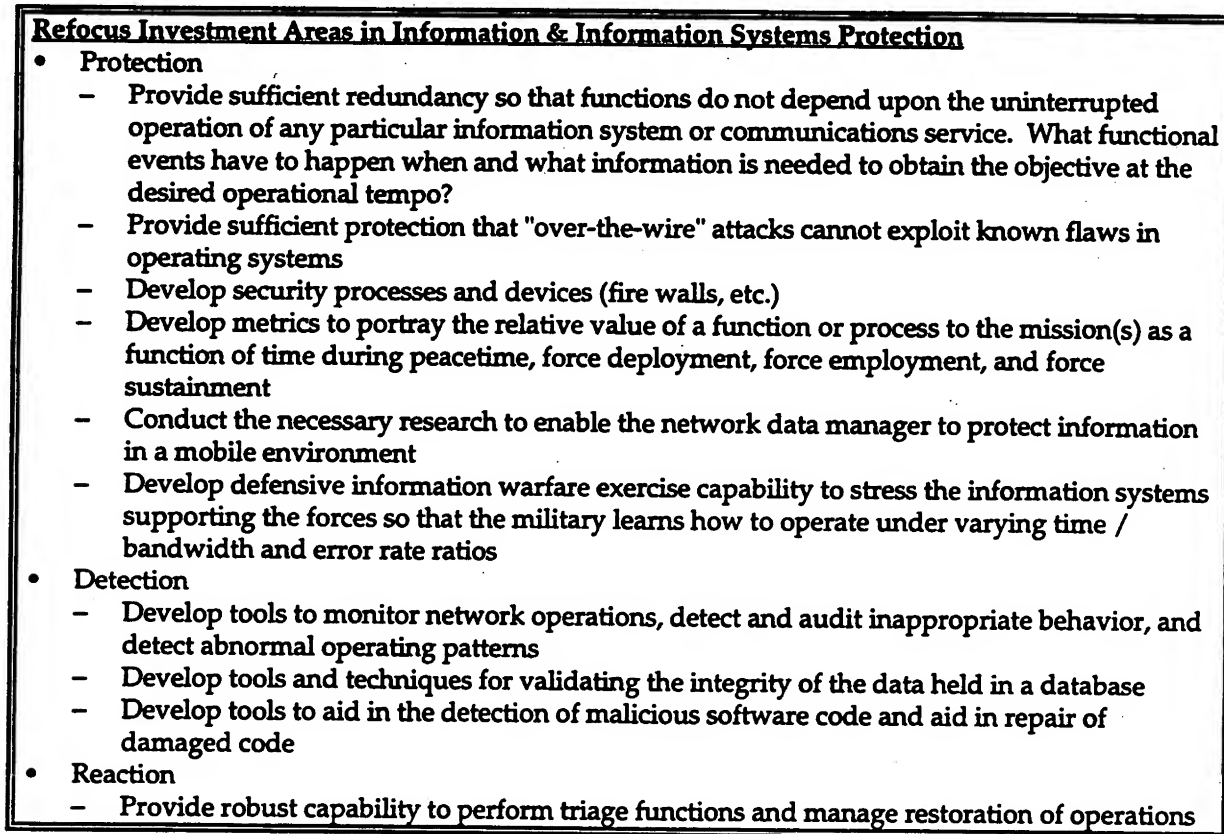 Refocus Investment Areas in Information & Information Systems Protection
• Protection
– Provide sufficient redundancy so that functions do not depend upon the uninterrupted
operation of any particular information system or communications service. What functional
events have to happen when and what information is needed to obtain the objective at the
desired operational tempo?
– Provide sufficient protection that "over-the-wire" attacks cannot exploit known flaws in
operating systems
– Develop security processes and devices (fire walls, etc.)
– Develop metrics to portray the relative value of a function or process to the mission(s) as a
function of time during peacetime, force deployment, force employment, and force
sustainment
– Conduct the necessary research to enable the network data manager to protect information
in a mobile environment
– Develop defensive information warfare exercise capability to stress the information systems
supporting the forces so that the military learns how to operate under varying time /
bandwidth and error rate ratios
• Detection
– Develop tools to monitor network operations, detect and audit inappropriate behavior, and
detect abnormal operating patterns
– Develop tools and techniques for validating the integrity of the data held in a database
– Develop tools to aid in the detection of malicious software code and aid in repair of
damaged code
• Reaction
– Provide robust capability to perform triage functions and manage restoration of operations